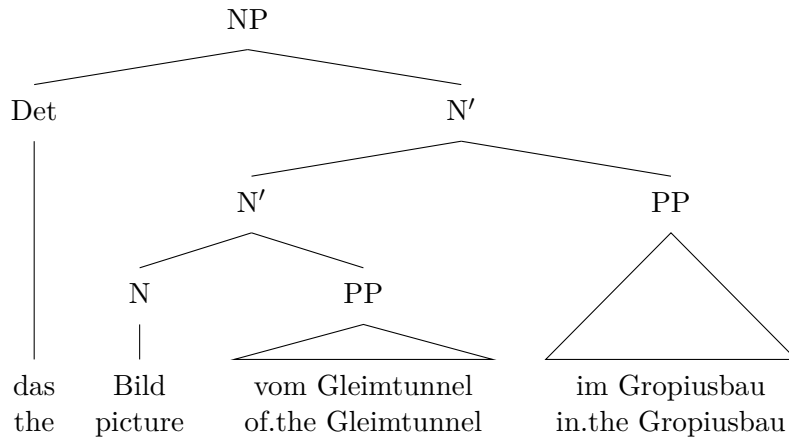 NP
Det N′
N′ PP
N PP
das Bild vom Gleimtunnel im Gropiusbau
the picture of.the Gleimtunnel in.the Gropiusbau